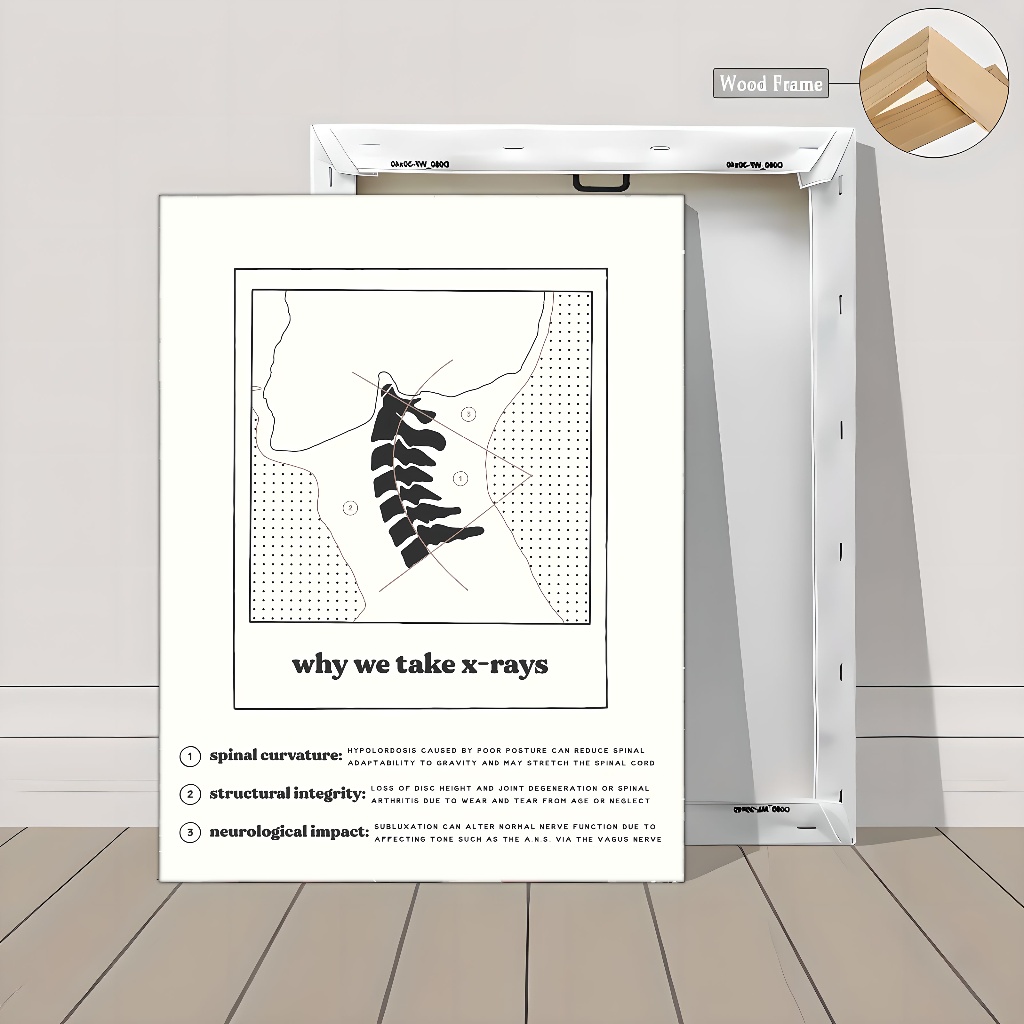 Wood Frame
why we take x-rays
1 spinal curvature: HYPOLORDOSIS CAUSED BY POOR POSTURE CAN REDUCE SPINAL
ADAPTABILITY TO GRAVITY AND MAY STRETCH THE SPINAL CORD
2 structural integrity: LOSS OF DISC HEIGHT AND JOINT DEGENERATION OR SPINAL
ARTHRITIS DUE TO WEAR AND TEAR FROM AGE OR NEGLECT
3 neurological impact: SUBLUXATION CAN ALTER NORMAL NERVE FUNCTION DUE TO
AFFECTING TONE SUCH AS THE A.N.S. VIA THE VAGUS NERVE